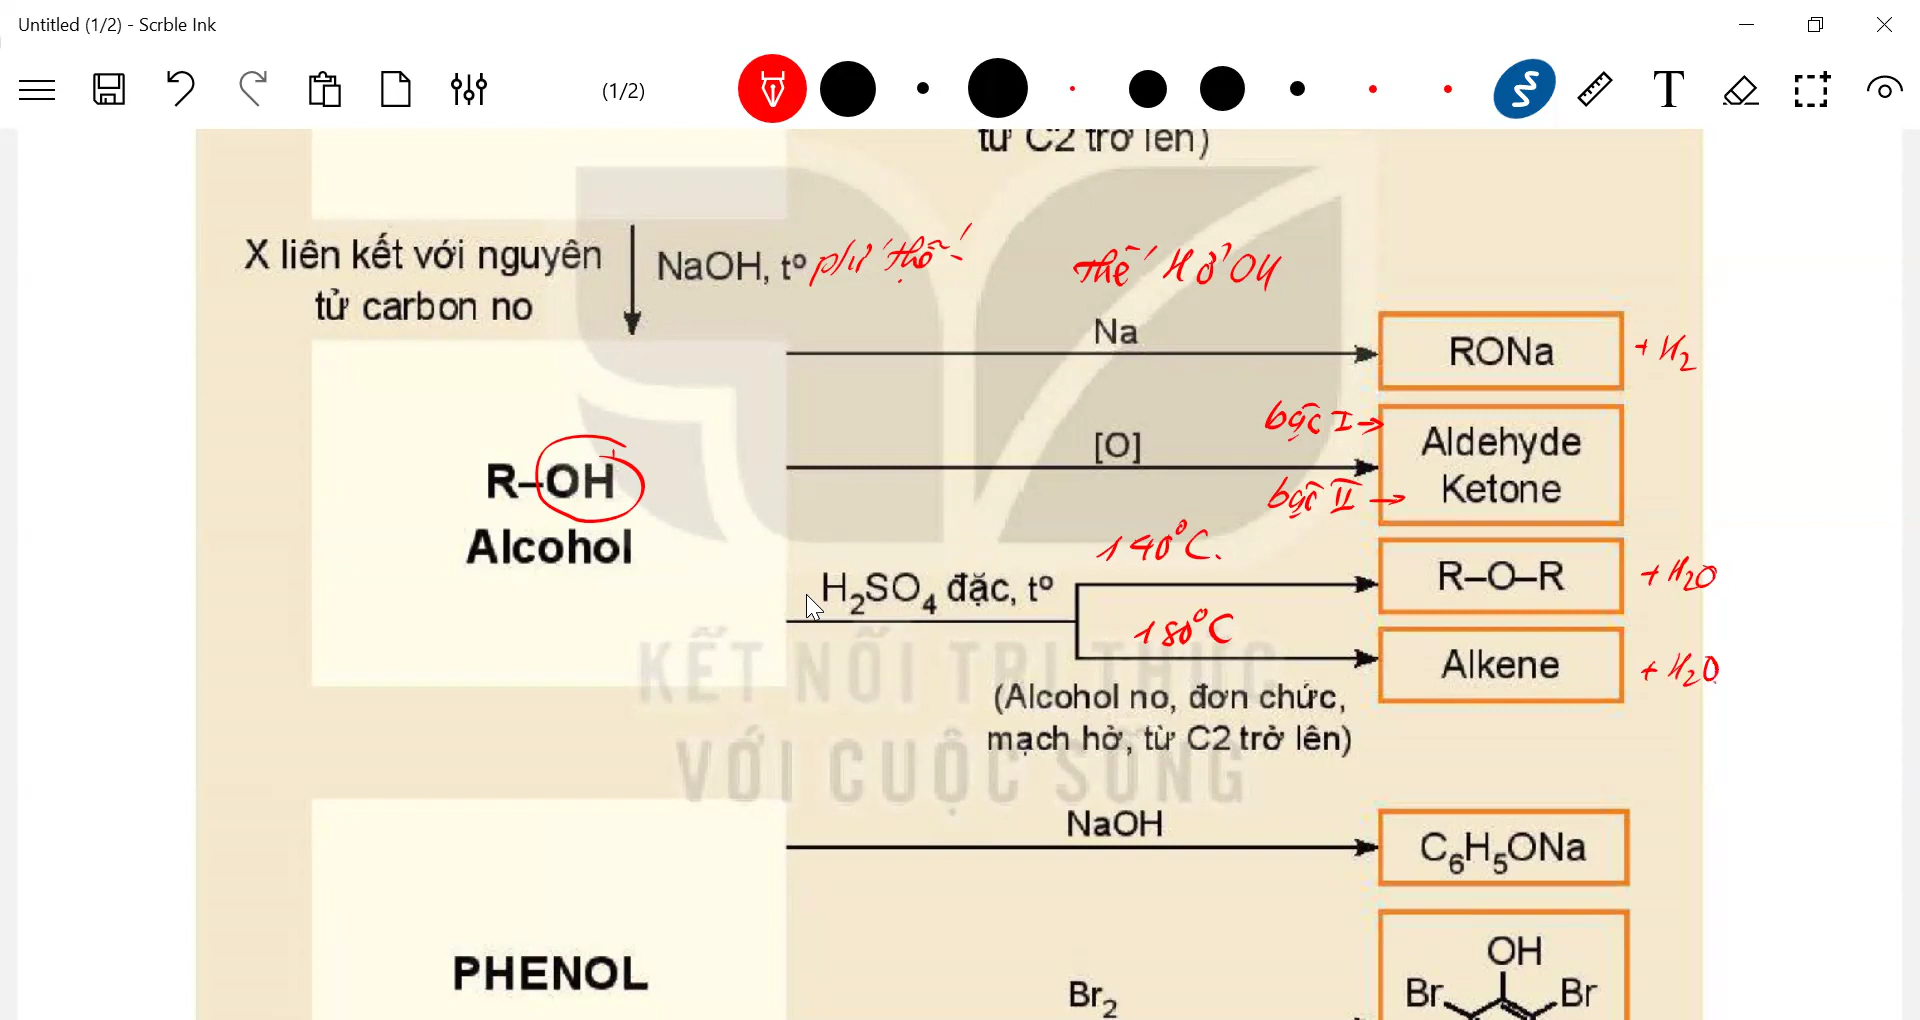 Untitled (1/2) - Scrble Ink
(1/2)
từ C2 trở lên)
X liên kết với nguyên
tử carbon no
NaOH, tº
thế H ở OH
Na
RONa
+ H2
[O]
bậc I →
bậc II →
Aldehyde
Ketone
R–OH
Alcohol
H2SO4 đặc, tº
140°C.
R–O–R
+ H2O
180°C
Alkene
+ H2O
(Alcohol no, đơn chức,
mạch hở, từ C2 trở lên)
KẾT NỐI TRI THỨC
VỚI CUỘC SỐNG
NaOH
C6H5ONa
PHENOL
Br2
OH
Br
Br